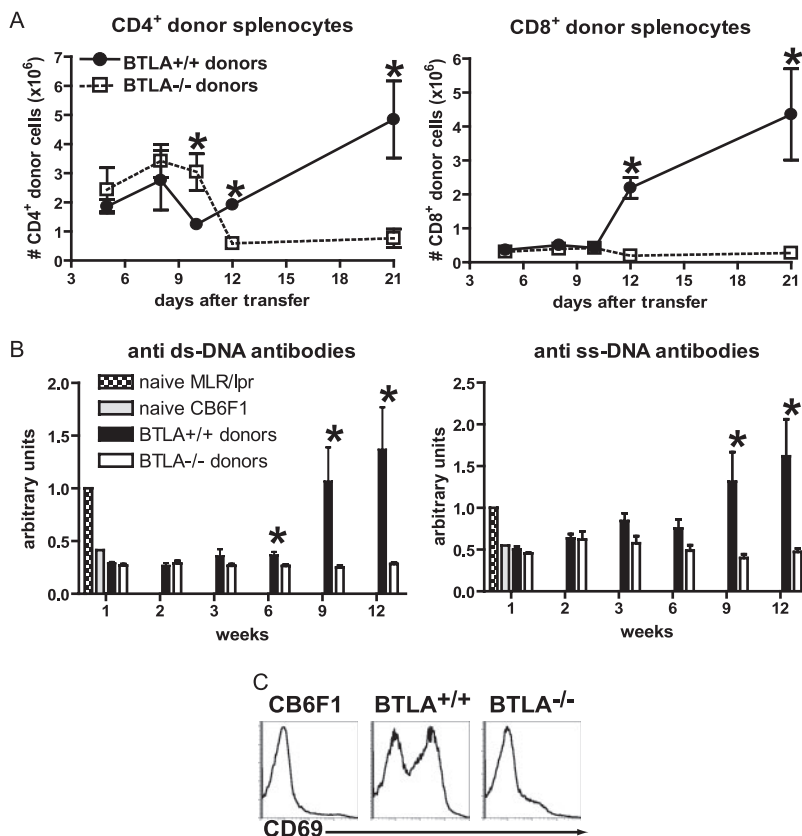 A
CD4+ donor splenocytes
BTLA+/+ donors
BTLA-/- donors
# CD4+ donor cells (x10⁶)
7
6
5
4
3
2
1
0
* * *
3 6 9 12 15 18 21
days after transfer
CD8+ donor splenocytes
# CD8+ donor cells (x10⁶)
6
5
4
3
2
1
0
* *
3 6 9 12 15 18 21
days after transfer
B
anti ds-DNA antibodies
naive MLR/lpr
naive CB6F1
BTLA+/+ donors
BTLA-/- donors
arbitrary units
2.0
1.5
1.0
0.5
0.0
* * *
1 2 3 6 9 12
weeks
anti ss-DNA antibodies
arbitrary units
2.5
2.0
1.5
1.0
0.5
0.0
* *
1 2 3 6 9 12
weeks
C
CB6F1 BTLA+/+ BTLA-/-
CD69